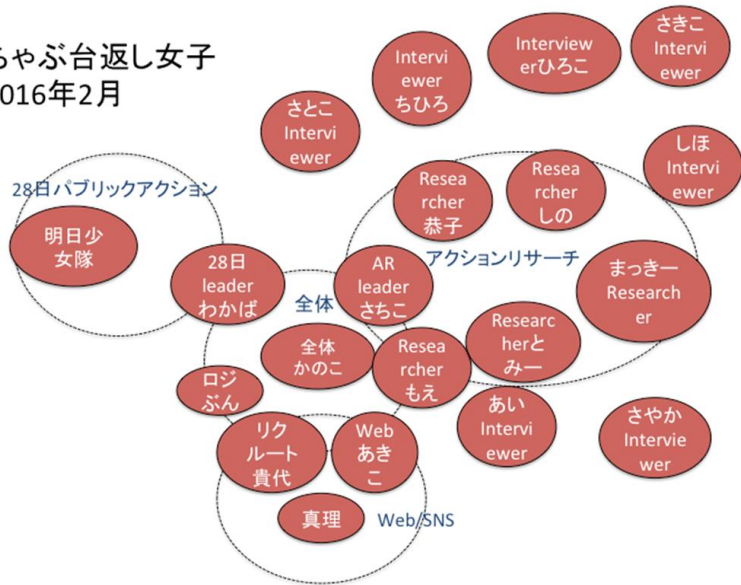 ちゃぶ台返し女子
016年2月
さとこ
Intervi
ewer
Intervi
ewer
ちひろ
Interview
erひろこ
さきこ
Intervi
ewer
しほ
Intervi
ewer
28日パブリックアクション
明日少
女隊
28日
leader
わかば
全体
AR
leader
さちこ
Resea
rcher
恭子
Resea
rcher
しの
アクションリサーチ
まっきー
Research
er
全体
かのこ
Resea
rcher
もえ
Researc
herと
みー
ロジ
ぶん
リク
ルート
貴代
Web
あき
こ
あい
Intervi
ewer
さやか
Intervie
wer
真理
Web/SNS